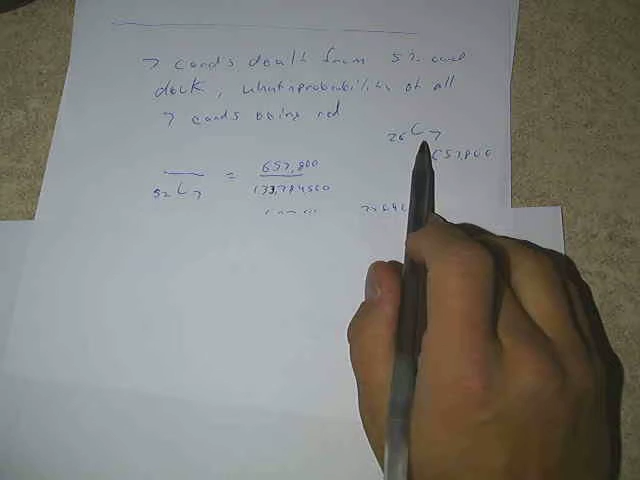 7 cards dealt from 52 card
deck, what probability of all
7 cards being red
26C7
657,800
52C7 = 657,800
133,784,560